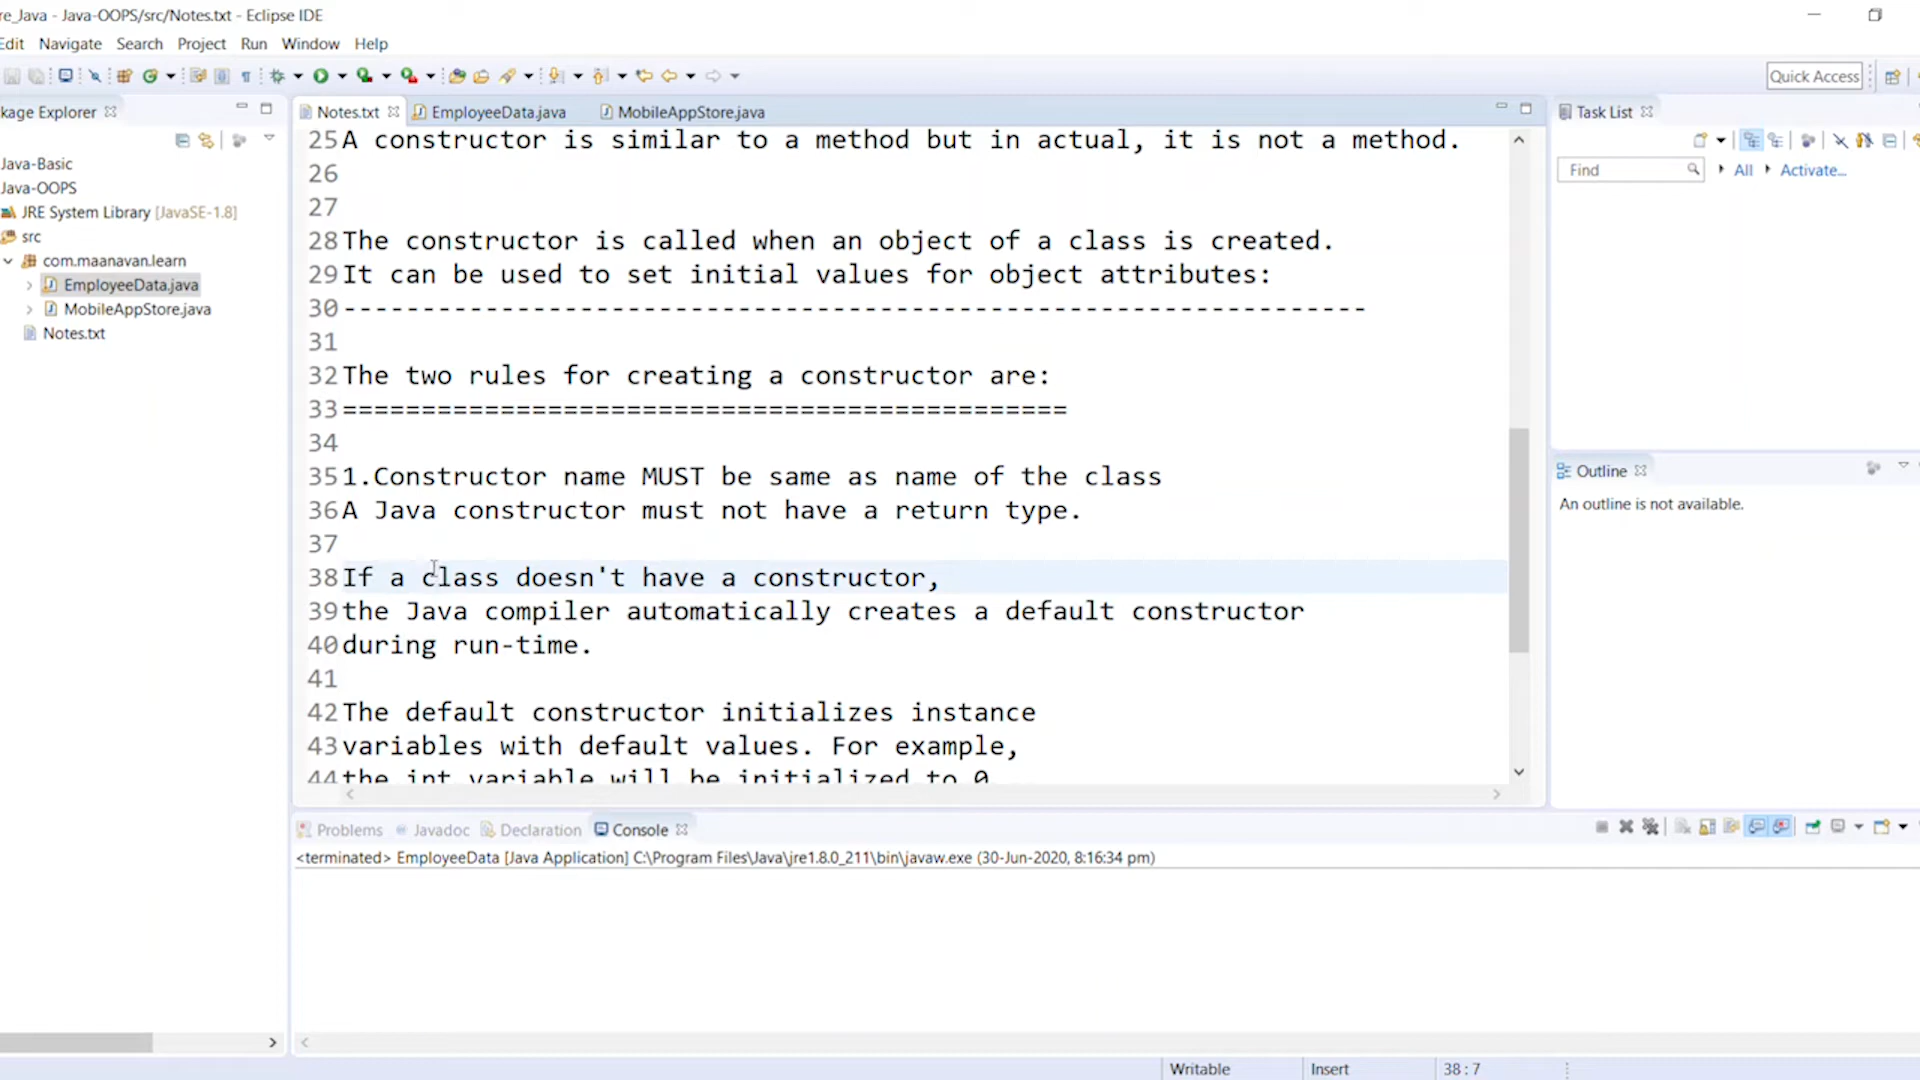 re_Java - Java-OOPS/src/Notes.txt - Eclipse IDE
Edit Navigate Search Project Run Window Help
Quick Access
kage Explorer
Java-Basic
Java-OOPS
JRE System Library [JavaSE-1.8]
src
com.maanavan.learn
EmployeeData.java
MobileAppStore.java
Notes.txt
Notes.txt EmployeeData.java MobileAppStore.java
25 A constructor is similar to a method but in actual, it is not a method.
26
27
28 The constructor is called when an object of a class is created.
29 It can be used to set initial values for object attributes:
30 -----------------------------------------------------------------
31
32 The two rules for creating a constructor are:
33 ==============================================
34
35 1.Constructor name MUST be same as name of the class
36 A Java constructor must not have a return type.
37
38 If a class doesn't have a constructor,
39 the Java compiler automatically creates a default constructor
40 during run-time.
41
42 The default constructor initializes instance
43 variables with default values. For example,
44 the int variable will be initialized to 0
Task List
Find All Activate...
Outline
An outline is not available.
Problems Javadoc Declaration Console
<terminated> EmployeeData [Java Application] C:\Program Files\Java\jre1.8.0_211\bin\javaw.exe (30-Jun-2020, 8:16:34 pm)
Writable Insert 38 : 7